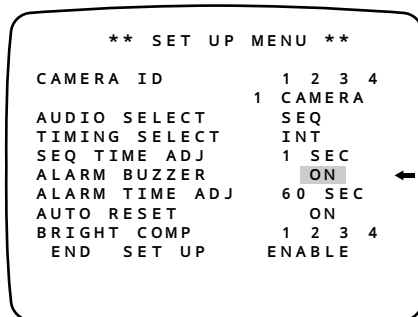 ** SET UP MENU **
CAMERA ID 1 2 3 4
1 CAMERA
AUDIO SELECT SEQ
TIMING SELECT INT
SEQ TIME ADJ 1 SEC
ALARM BUZZER ON
ALARM TIME ADJ 60 SEC
AUTO RESET ON
BRIGHT COMP 1 2 3 4
END SET UP ENABLE